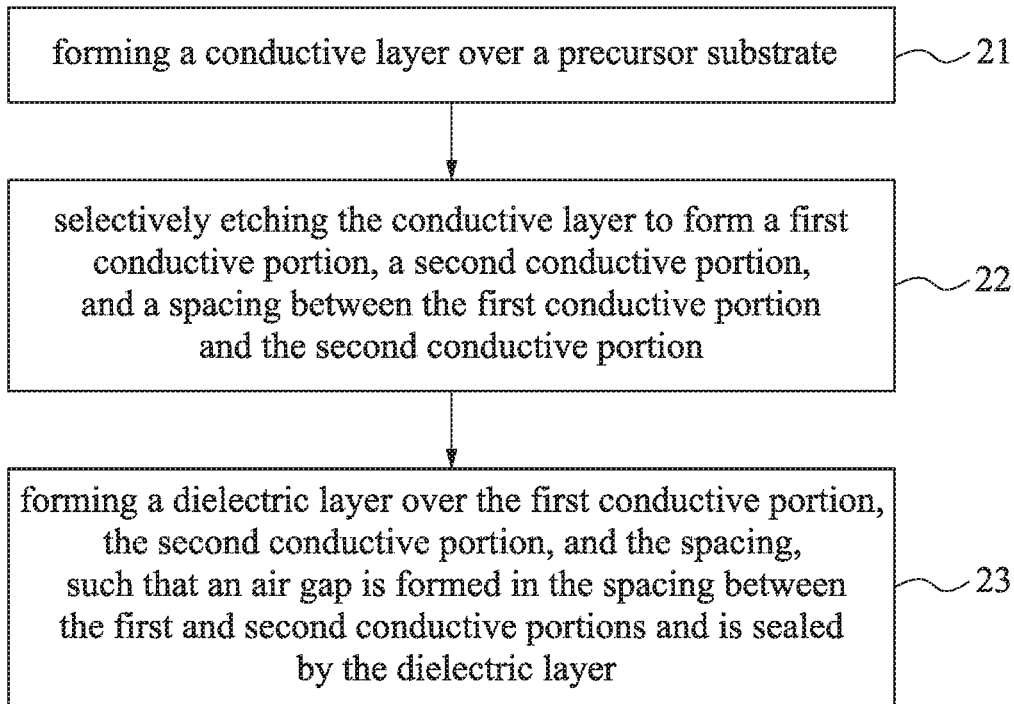 forming a conductive layer over a precursor substrate
21
selectively etching the conductive layer to form a first
conductive portion, a second conductive portion,
and a spacing between the first conductive portion
and the second conductive portion
22
forming a dielectric layer over the first conductive portion,
the second conductive portion, and the spacing,
such that an air gap is formed in the spacing between
the first and second conductive portions and is sealed
by the dielectric layer
23